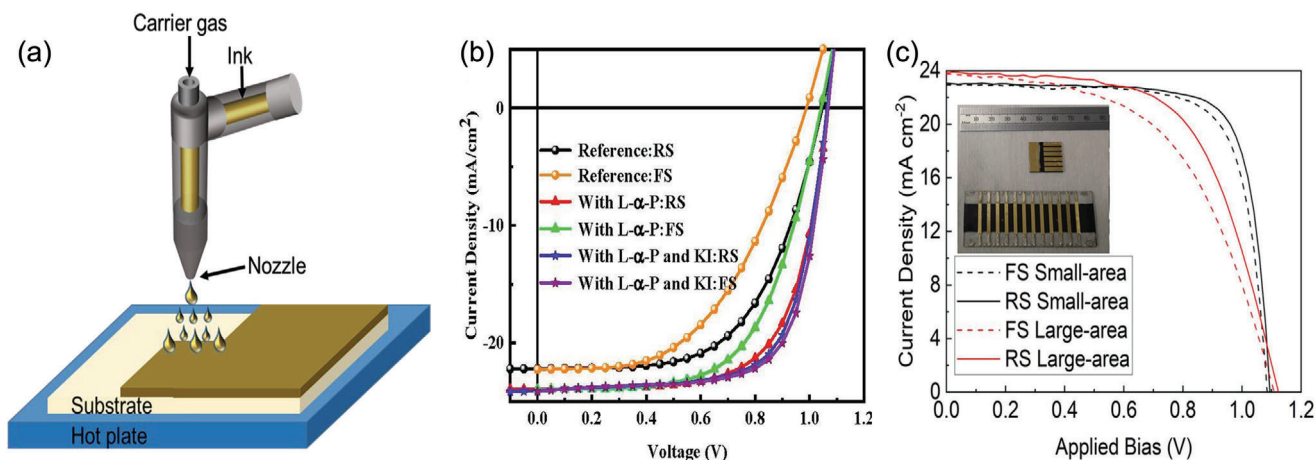 (a)
Carrier gas
Ink
Nozzle
Substrate
Hot plate
(b)
Current Density (mA/cm²)
0
-10
-20
Reference:RS
Reference:FS
With L-α-P:RS
With L-α-P:FS
With L-α-P and KI:RS
With L-α-P and KI:FS
0.0 0.2 0.4 0.6 0.8 1.0 1.2
Voltage (V)
(c)
Current Density (mA cm⁻²)
24
20
16
12
8
4
0
FS Small-area
RS Small-area
FS Large-area
RS Large-area
0.0 0.2 0.4 0.6 0.8 1.0 1.2
Applied Bias (V)